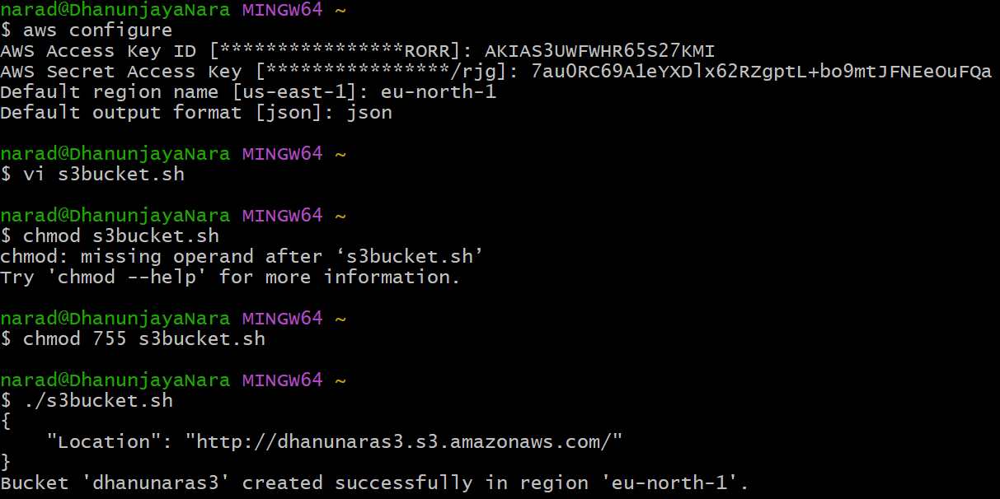 narad@DhanunjayaNara MINGW64 ~
$ aws configure
AWS Access Key ID [****************RORR]: AKIAS3UWFWHR65S27KMI
AWS Secret Access Key [****************/rjg]: 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
Default region name [us-east-1]: eu-north-1
Default output format [json]: json
narad@DhanunjayaNara MINGW64 ~
$ vi s3bucket.sh
narad@DhanunjayaNara MINGW64 ~
$ chmod s3bucket.sh
chmod: missing operand after ‘s3bucket.sh’
Try 'chmod --help' for more information.
narad@DhanunjayaNara MINGW64 ~
$ chmod 755 s3bucket.sh
narad@DhanunjayaNara MINGW64 ~
$ ./s3bucket.sh
{
    "Location": "http://dhanunaras3.s3.amazonaws.com/"
}
Bucket 'dhanunaras3' created successfully in region 'eu-north-1'.